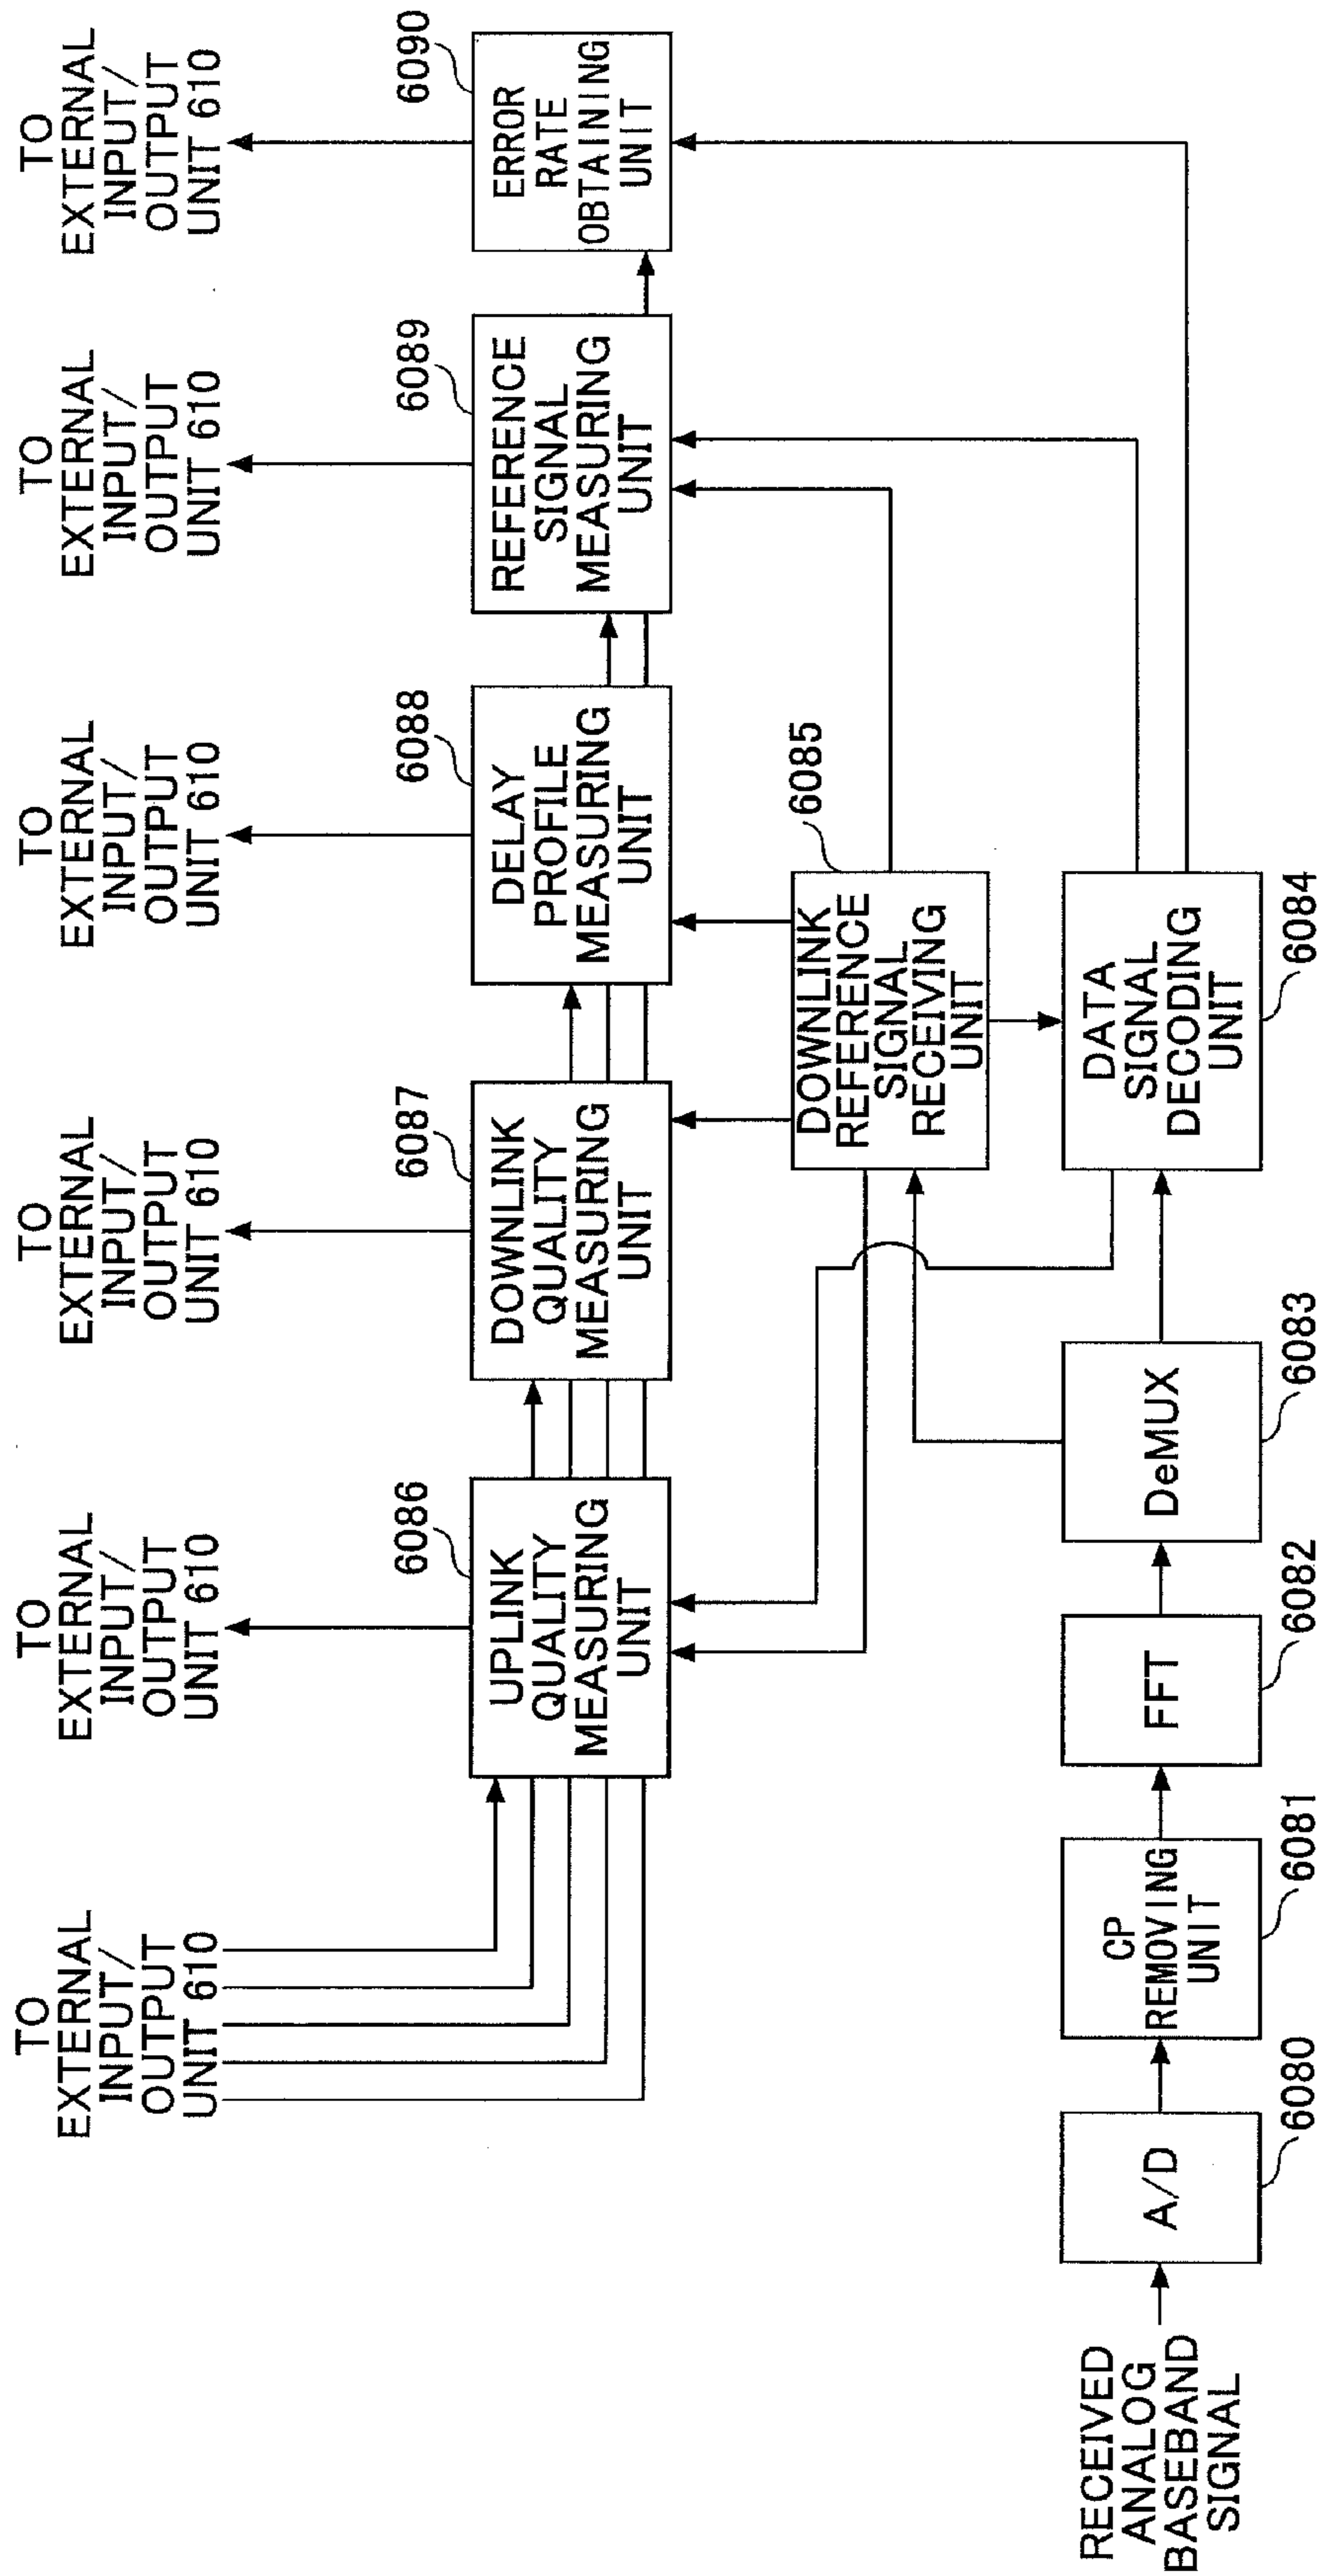 TO
EXTERNAL
INPUT/
OUTPUT
UNIT 610
TO
EXTERNAL
INPUT/
OUTPUT
UNIT 610
TO
EXTERNAL
INPUT/
OUTPUT
UNIT 610
TO
EXTERNAL
INPUT/
OUTPUT
UNIT 610
TO
EXTERNAL
INPUT/
OUTPUT
UNIT 610
TO
EXTERNAL
INPUT/
OUTPUT
UNIT 610
6086
UPLINK
QUALITY
MEASURING
UNIT
6087
DOWNLINK
QUALITY
MEASURING
UNIT
6088
DELAY
PROFILE
MEASURING
UNIT
6089
REFERENCE
SIGNAL
MEASURING
UNIT
6090
ERROR
RATE
OBTAINING
UNIT
6085
DOWNLINK
REFERENCE
SIGNAL
RECEIVING
UNIT
RECEIVED
ANALOG
BASEBAND
SIGNAL
A/D
6080
CP
REMOVING
UNIT
6081
FFT
6082
DeMUX
6083
DATA
SIGNAL
DECODING
UNIT
6084